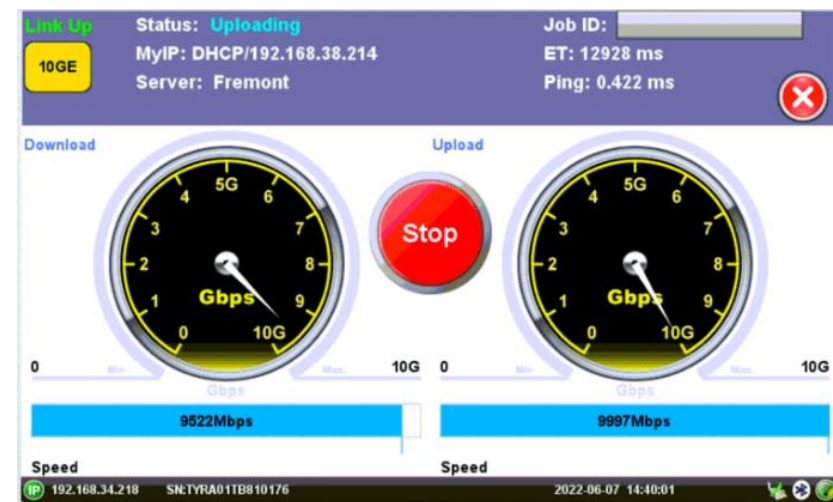 Link Up
10GE
Status: Uploading
MyIP: DHCP/192.168.38.214
Server: Fremont
Job ID:
ET: 12928 ms
Ping: 0.422 ms
Download
0
1
2
3
4
5G
6
7
8
9
10G
Gbps
0
Min.
Max.
10G
Gbps
9522Mbps
Speed
Stop
Upload
0
1
2
3
4
5G
6
7
8
9
10G
Gbps
0
Min.
Max.
10G
Gbps
9997Mbps
Speed
IP 192.168.34.218 SN:TYRA01TB810176 2022-06-07 14:40:01